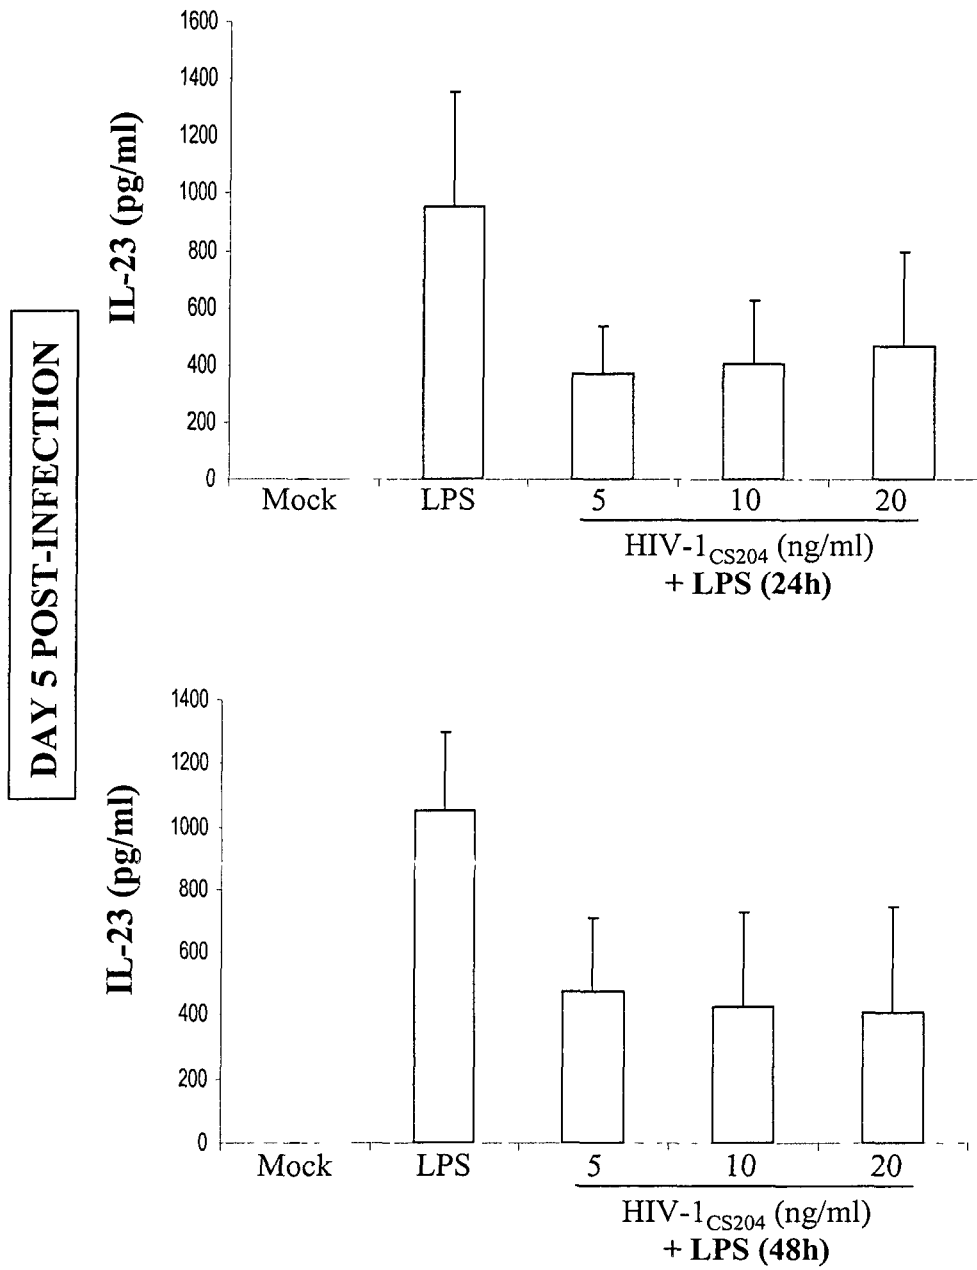 DAY 5 POST-INFECTION
IL-23 (pg/ml)
1600
1400
1200
1000
800
600
400
200
0
Mock LPS 5 10 20
HIV-1CS204 (ng/ml)
+ LPS (24h)
IL-23 (pg/ml)
1400
1200
1000
800
600
400
200
0
Mock LPS 5 10 20
HIV-1CS204 (ng/ml)
+ LPS (48h)